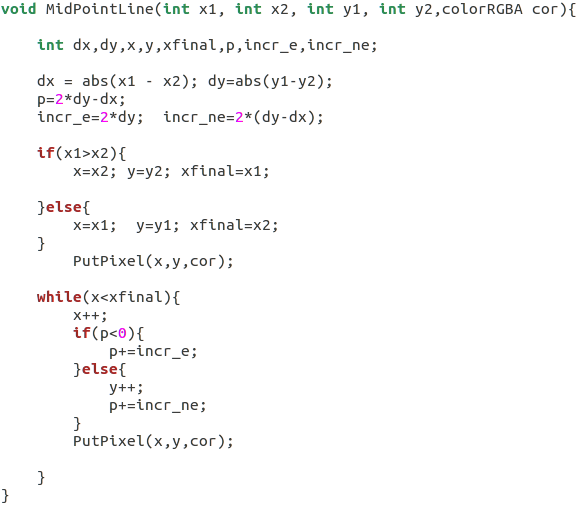 void MidPointLine(int x1, int x2, int y1, int y2,colorRGBA cor){
    int dx,dy,x,y,xfinal,p,incr_e,incr_ne;
    dx = abs(x1 - x2); dy=abs(y1-y2);
    p=2*dy-dx;
    incr_e=2*dy;  incr_ne=2*(dy-dx);
    if(x1>x2){
        x=x2; y=y2; xfinal=x1;
    }else{
        x=x1;  y=y1; xfinal=x2;
    }
        PutPixel(x,y,cor);
    while(x<xfinal){
        x++;
        if(p<0){
            p+=incr_e;
        }else{
            y++;
            p+=incr_ne;
        }
        PutPixel(x,y,cor);
    }
}